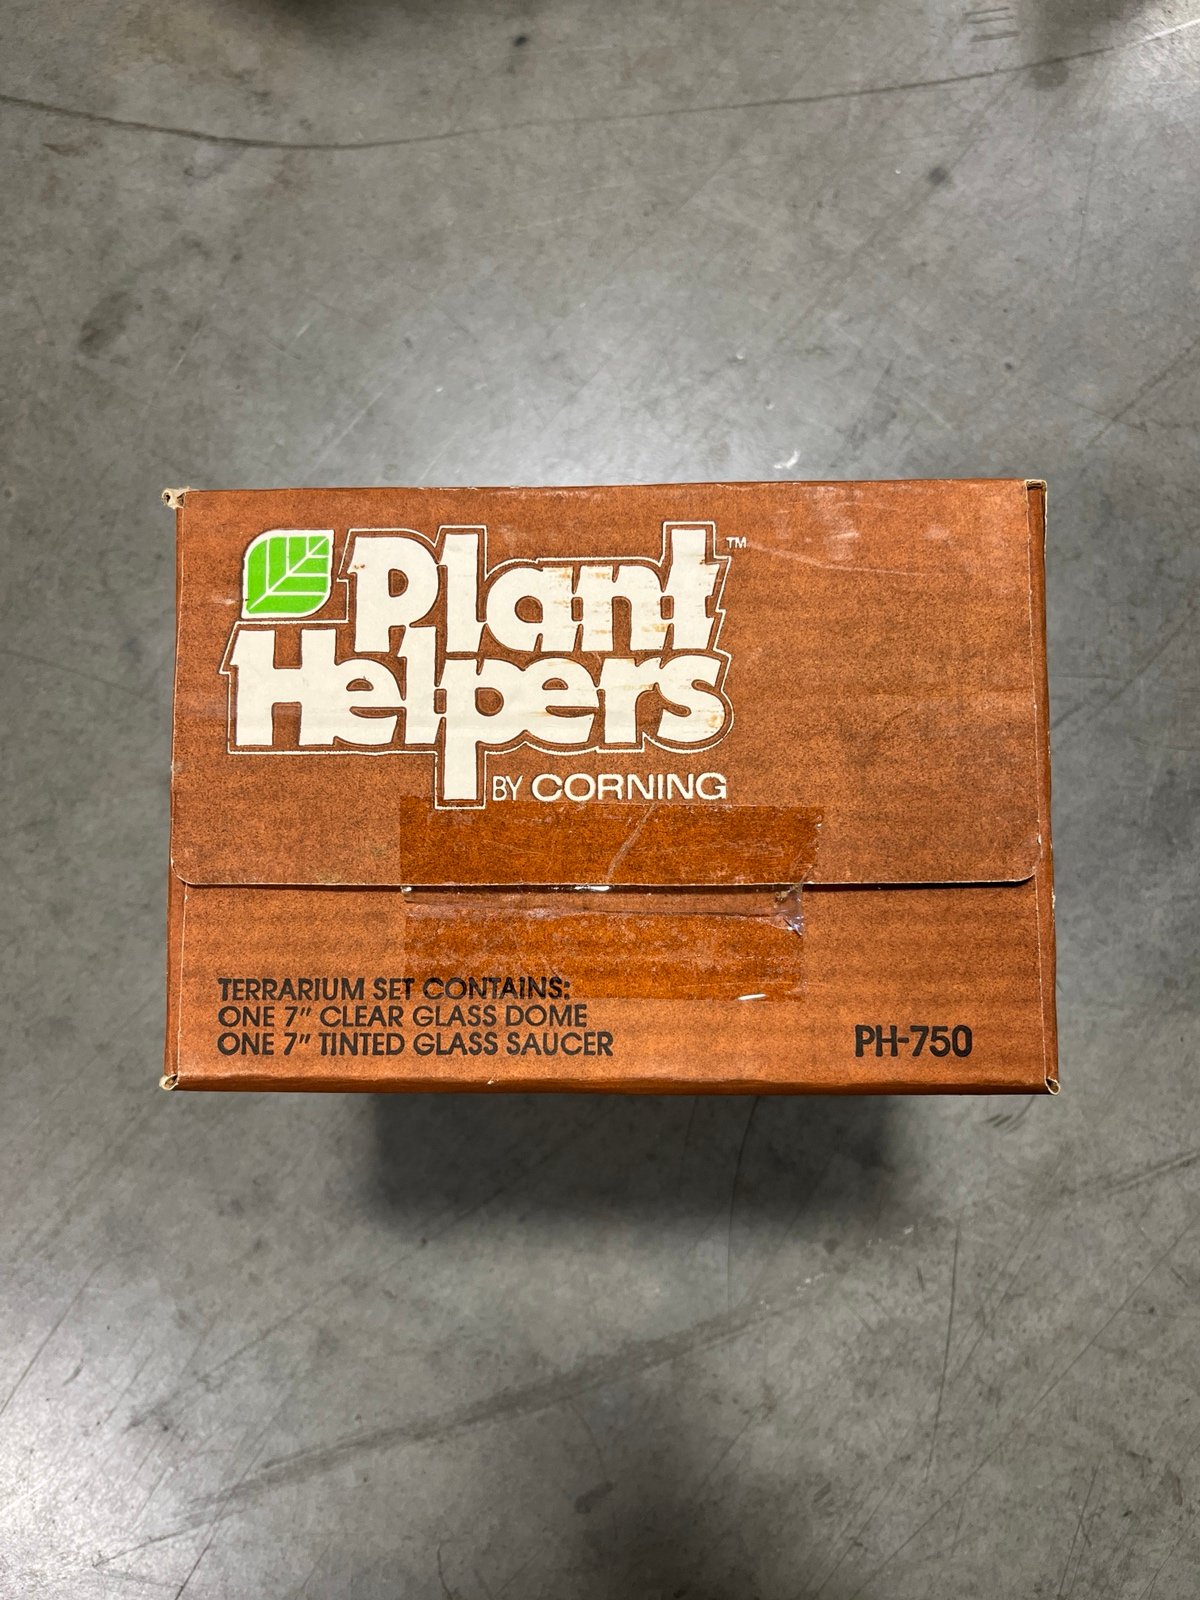 Plant™
Helpers
BY CORNING
TERRARIUM SET CONTAINS:
ONE 7" CLEAR GLASS DOME
ONE 7" TINTED GLASS SAUCER
PH-750